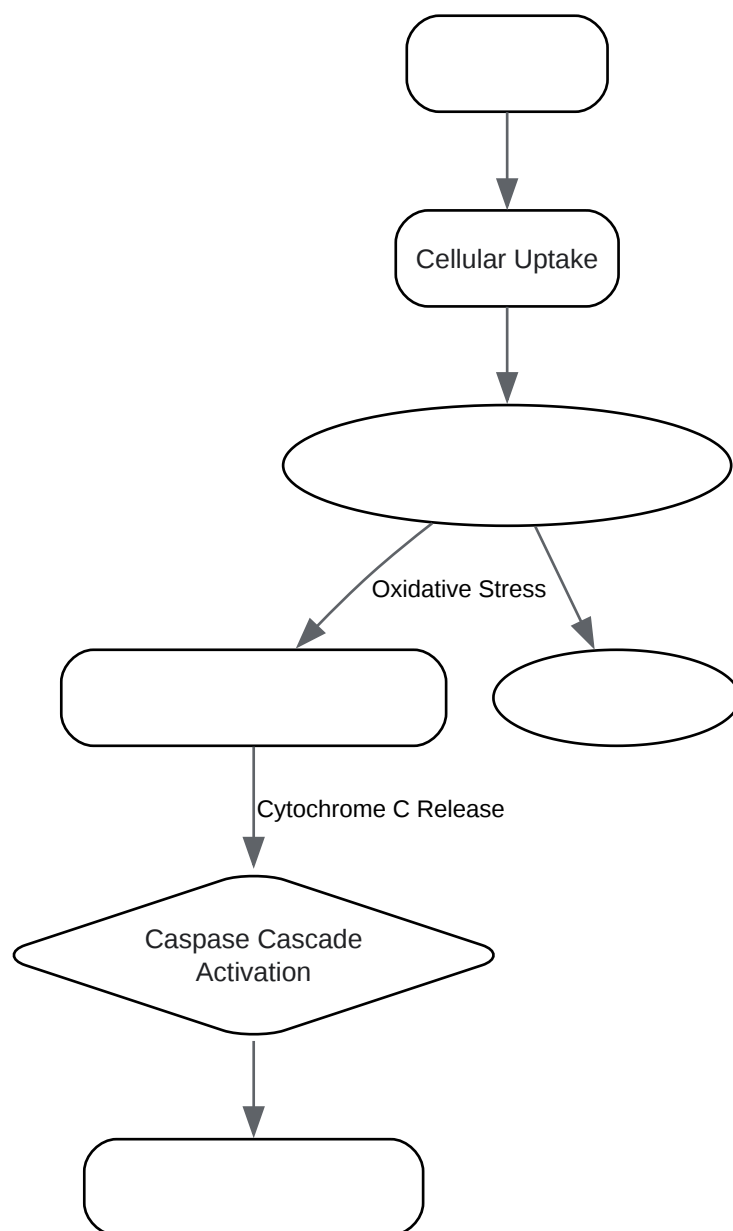 Cellular Uptake
Oxidative Stress
Cytochrome C Release
Caspase Cascade
Activation